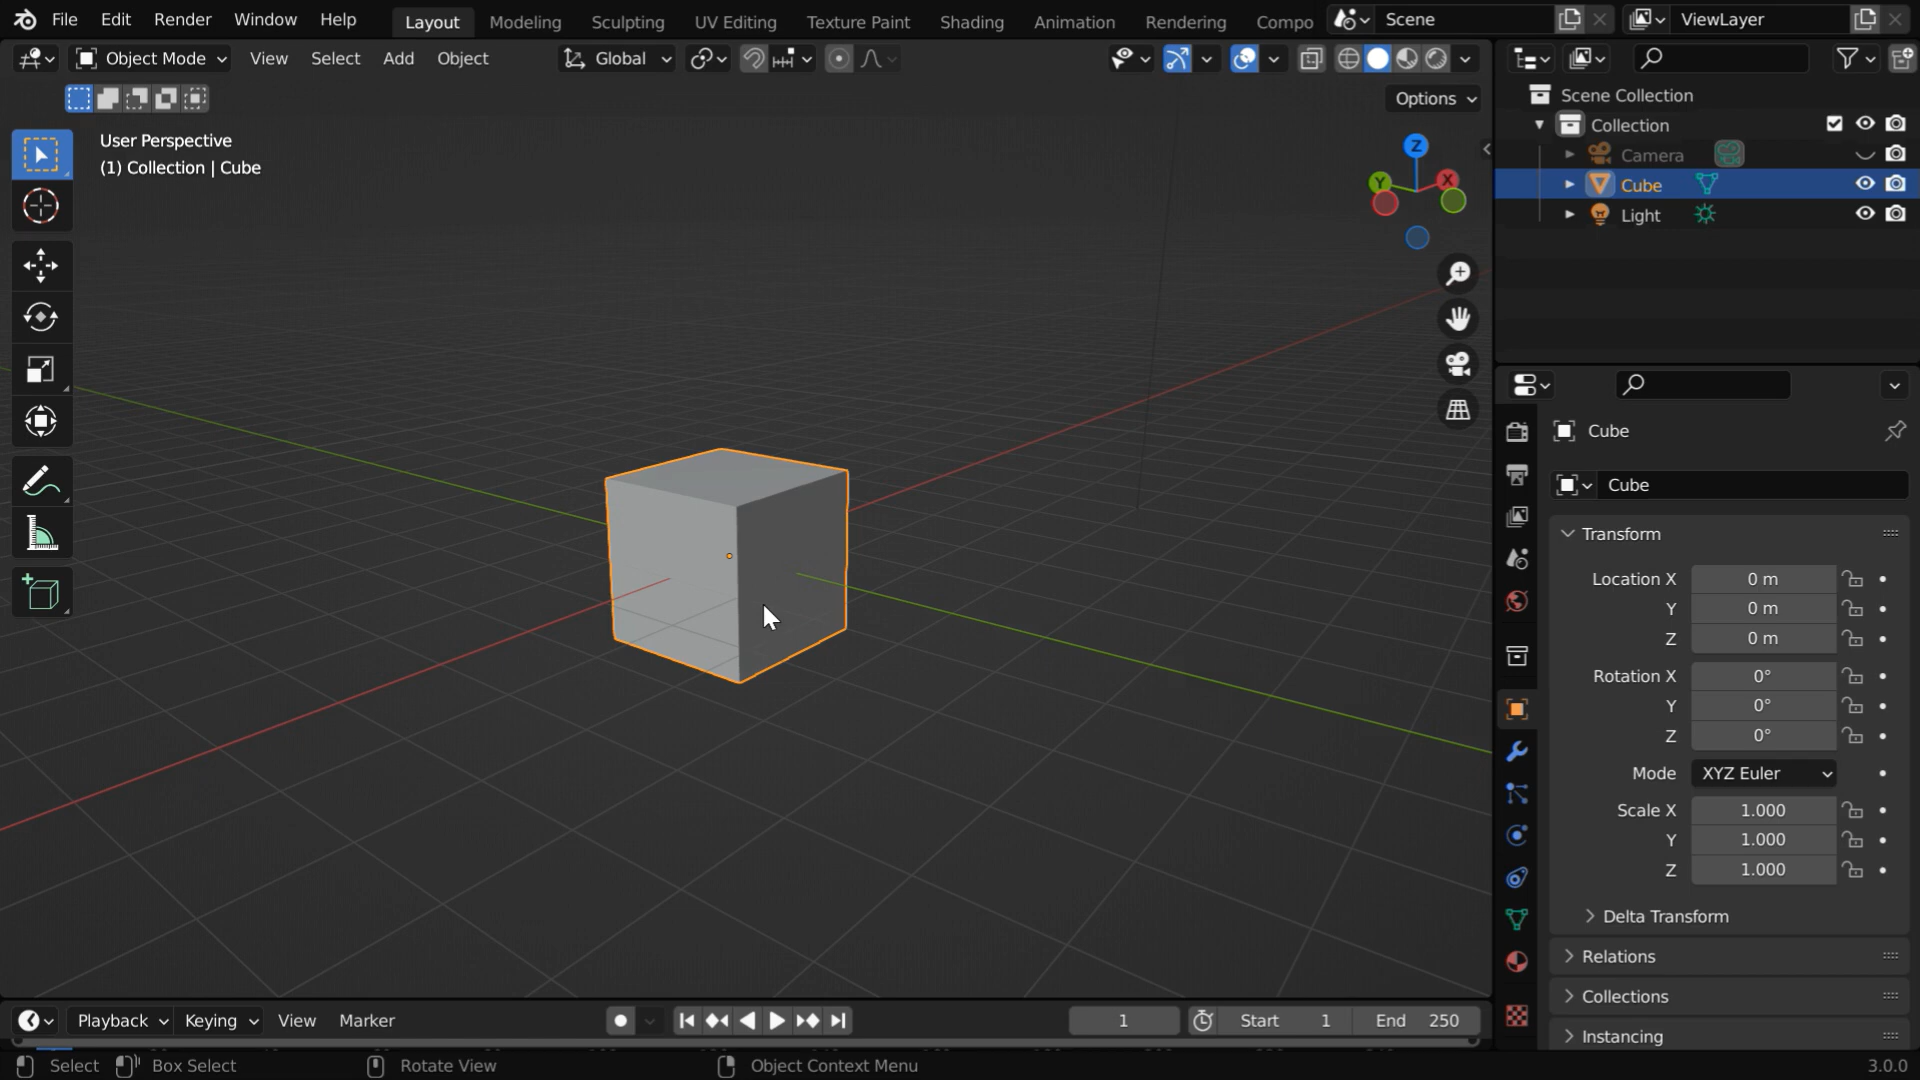 File Edit Render Window Help Layout Modeling Sculpting UV Editing Texture Paint Shading Animation Rendering Compo Scene ViewLayer
Object Mode View Select Add Object Global
Options
User Perspective
(1) Collection | Cube
Z
Y
X
Scene Collection
Collection
Camera
Cube
Light
Cube
Cube
Transform
Location X 0 m
Y 0 m
Z 0 m
Rotation X 0°
Y 0°
Z 0°
Mode XYZ Euler
Scale X 1.000
Y 1.000
Z 1.000
Delta Transform
Relations
Collections
Instancing
Playback Keying View Marker 1 Start 1 End 250
Select Box Select Rotate View Object Context Menu 3.0.0